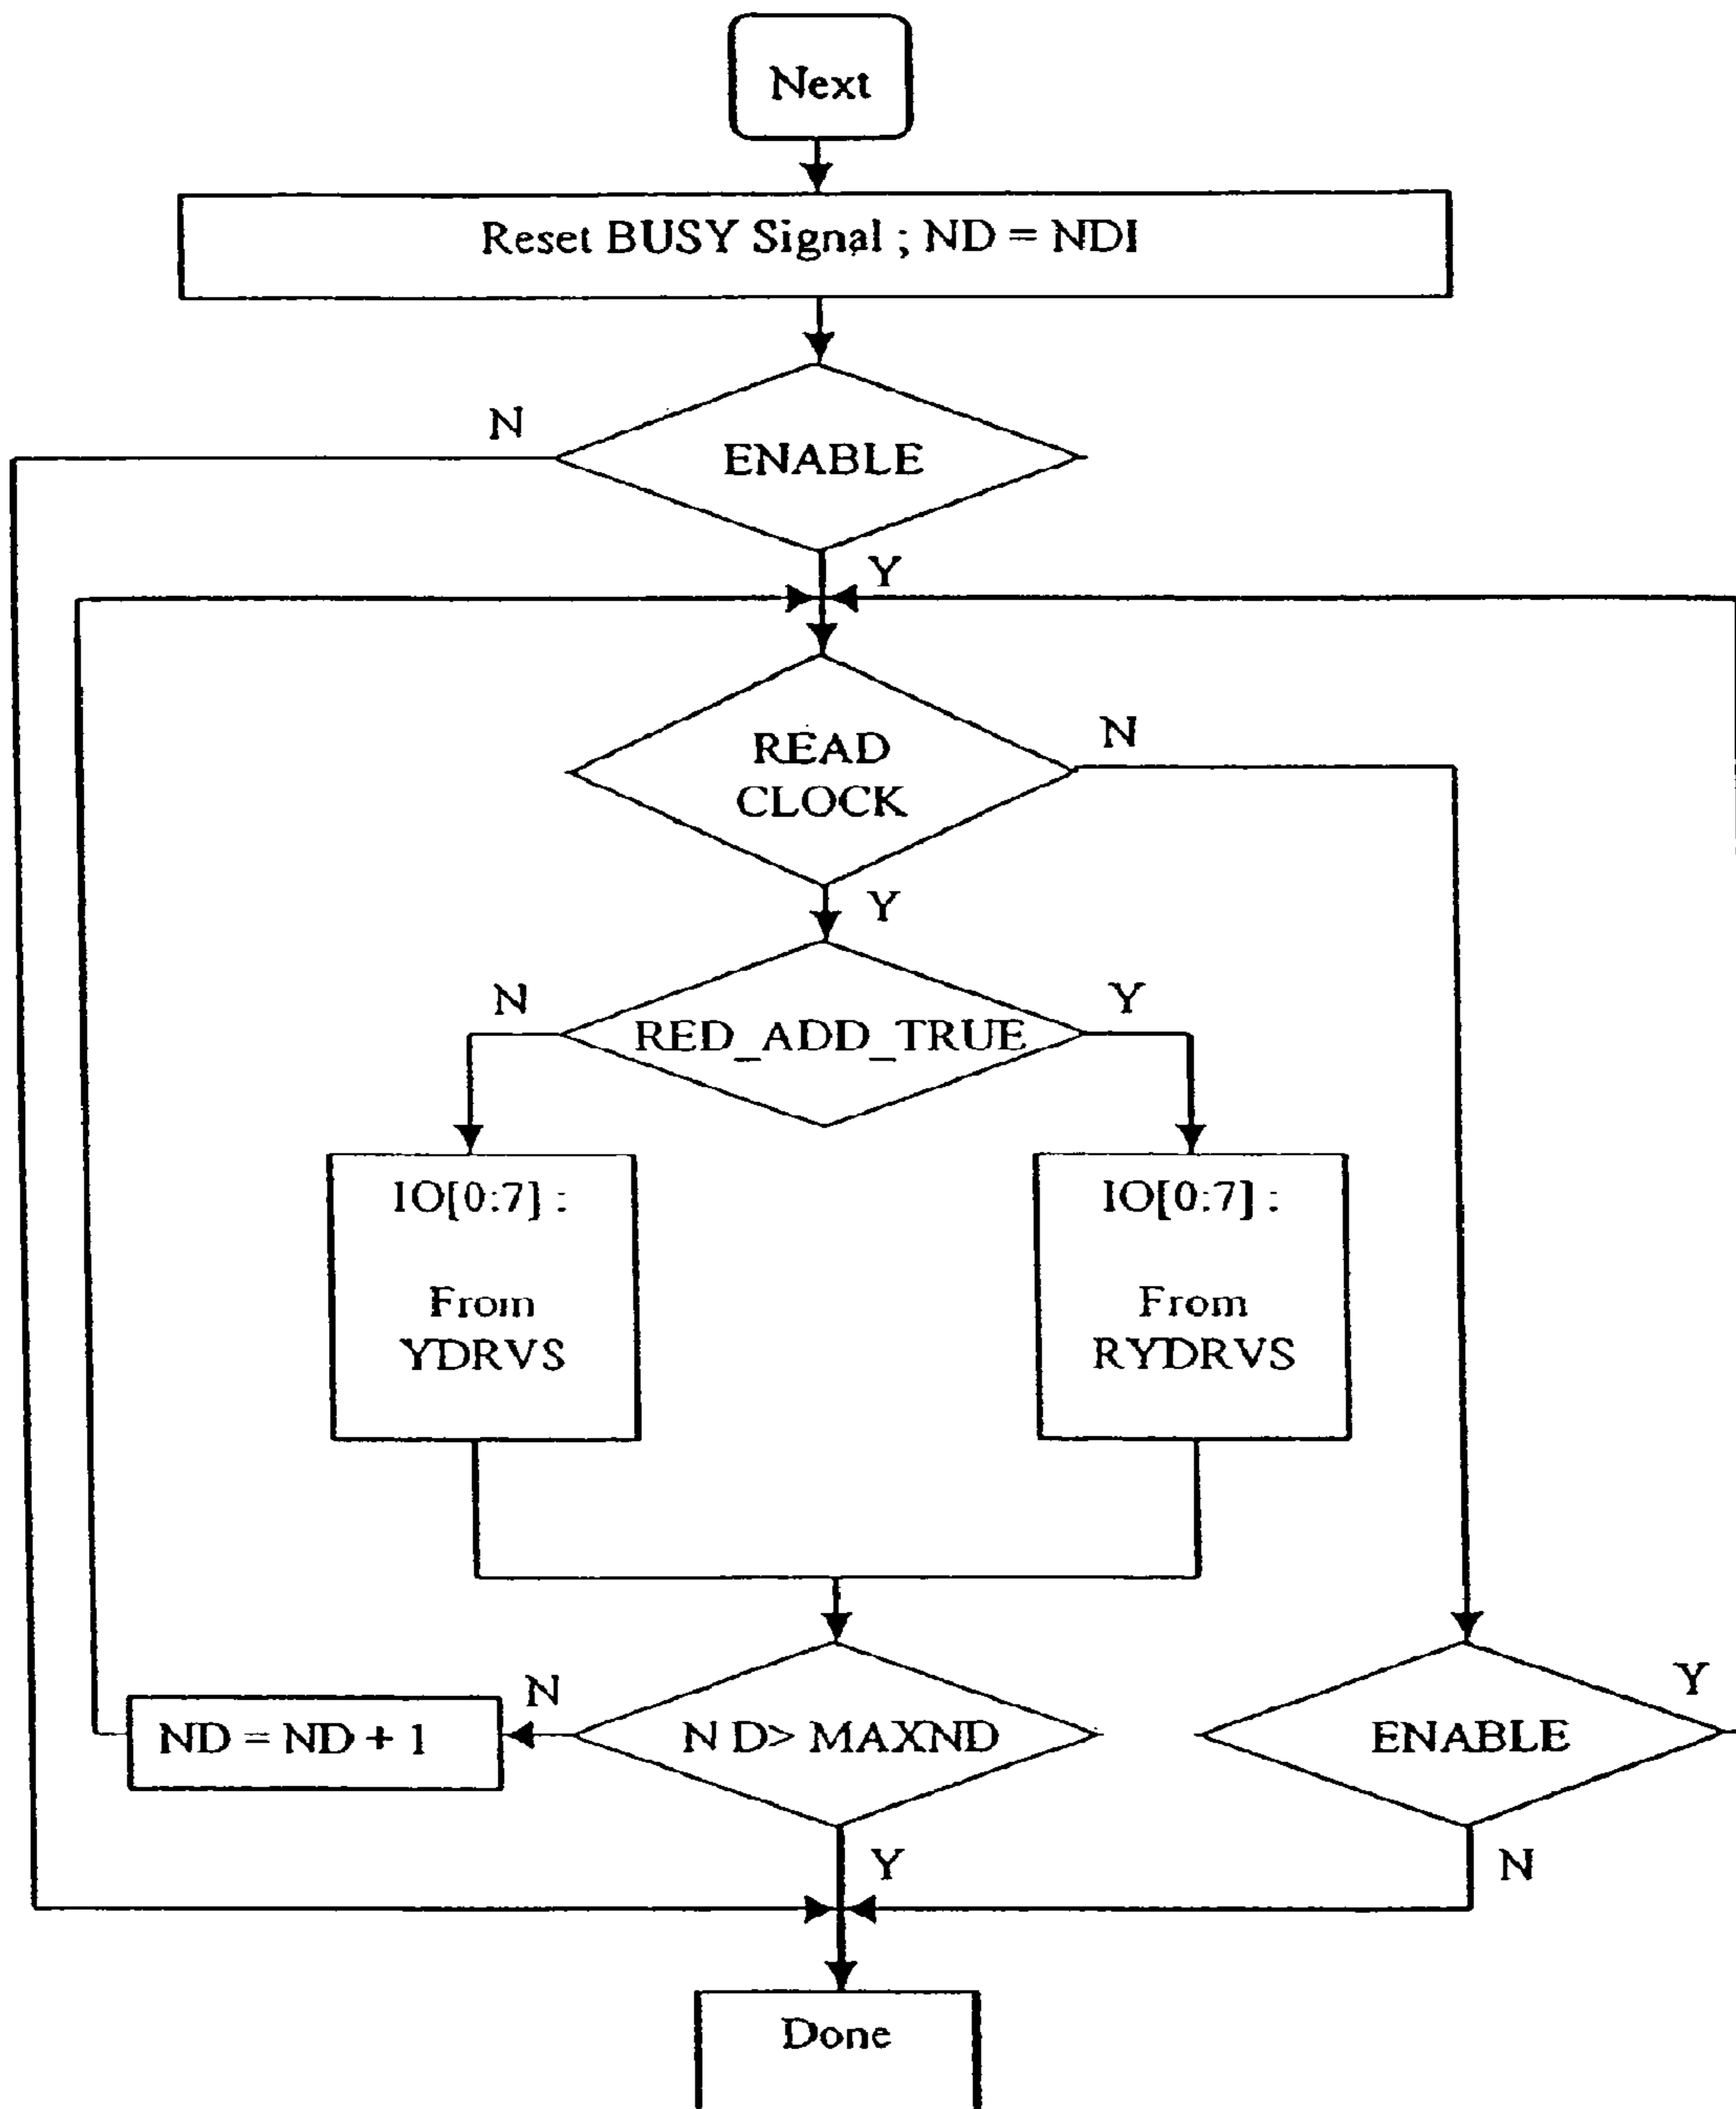 Next
Reset BUSY Signal ; ND = NDI
N
ENABLE
Y
READ
CLOCK
N
Y
N
RED_ADD_TRUE
Y
IO[0:7] :
From
YDRVS
IO[0:7] :
From
RYDRVS
ND = ND + 1
N
N D> MAXND
Y
ENABLE
Y
N
Done